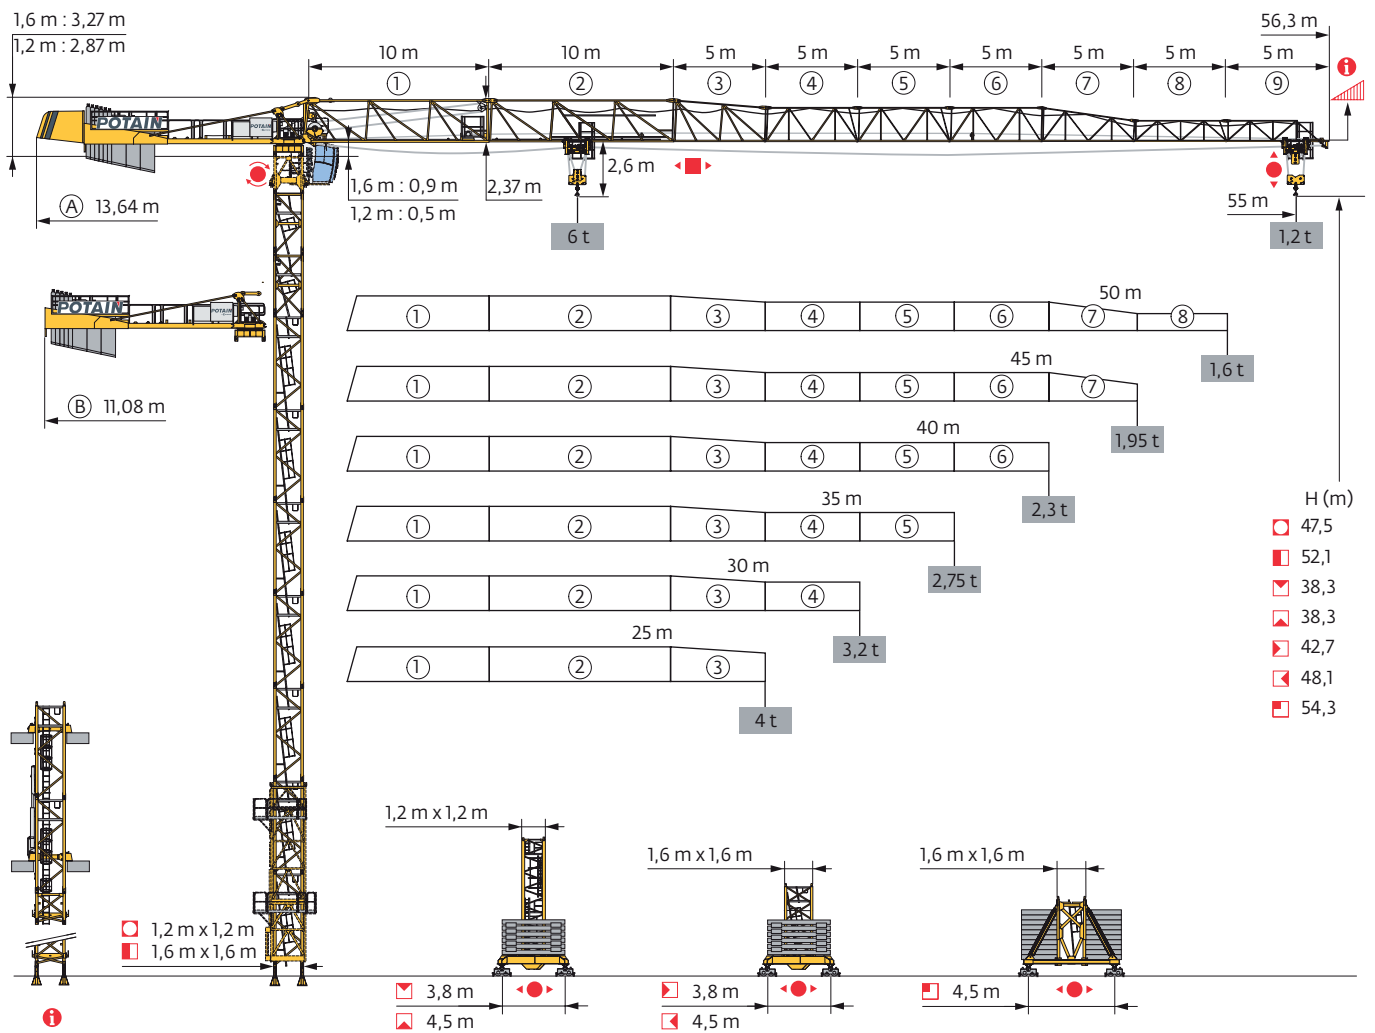 1,6 m : 3,27 m
1,2 m : 2,87 m
56,3 m
10 m
10 m
5 m
5 m
5 m
5 m
5 m
5 m
5 m
1
2
3
4
5
6
7
8
9
i
POTAIN
POTAIN
2,6 m
1,6 m : 0,9 m
1,2 m : 0,5 m
2,37 m
A 13,64 m
55 m
6 t
1,2 t
POTAIN
POTAIN
B 11,08 m
50 m
1 2 3 4 5 6 7 8
1,6 t
45 m
1 2 3 4 5 6 7
1,95 t
40 m
1 2 3 4 5 6
2,3 t
35 m
1 2 3 4 5
2,75 t
30 m
1 2 3 4
3,2 t
25 m
1 2 3
4 t
H (m)
47,5
52,1
38,3
38,3
42,7
48,1
54,3
1,2 m x 1,2 m
1,6 m x 1,6 m
1,6 m x 1,6 m
1,2 m x 1,2 m
1,6 m x 1,6 m
3,8 m
4,5 m
3,8 m
4,5 m
4,5 m
i